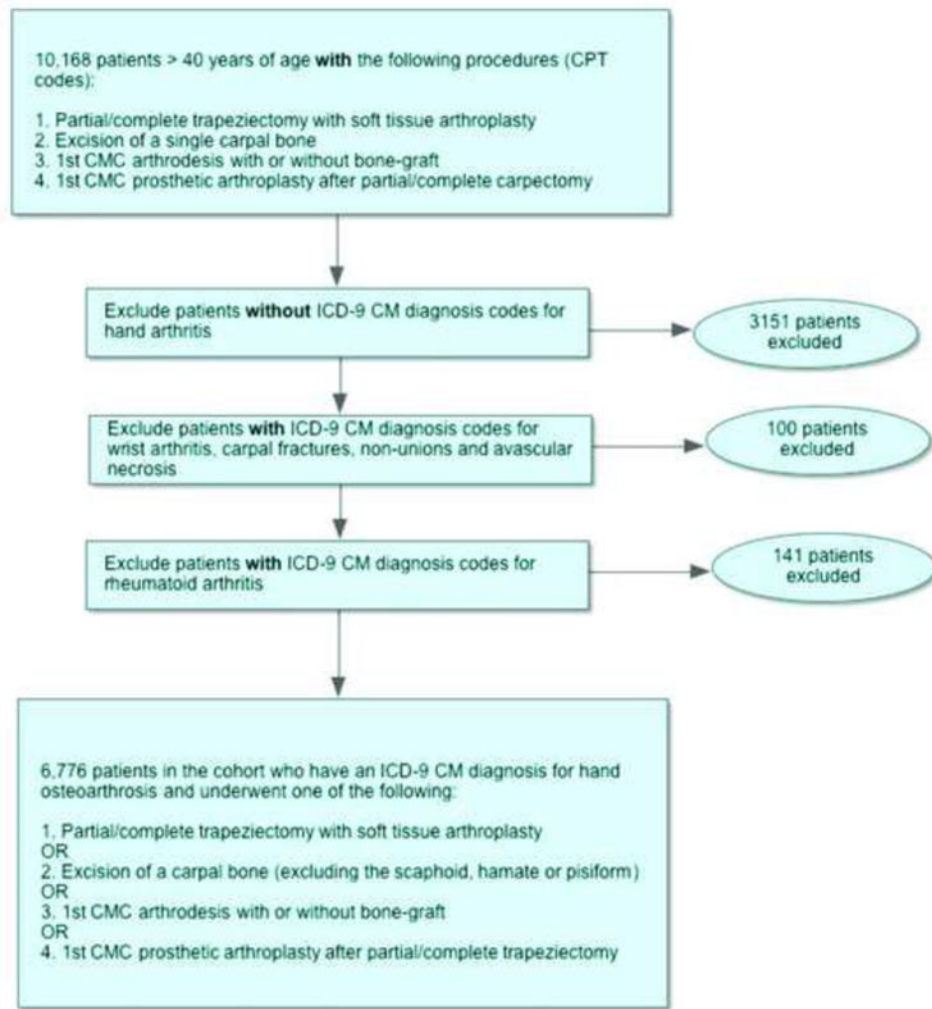 10,168 patients > 40 years of age with the following procedures (CPT
codes):
1. Partial/complete trapeziectomy with soft tissue arthroplasty
2. Excision of a single carpal bone
3. 1st CMC arthrodesis with or without bone-graft
4. 1st CMC prosthetic arthroplasty after partial/complete carpectomy
Exclude patients without ICD-9 CM diagnosis codes for
hand arthritis
3151 patients
excluded
Exclude patients with ICD-9 CM diagnosis codes for
wrist arthritis, carpal fractures, non-unions and avascular
necrosis
100 patients
excluded
Exclude patients with ICD-9 CM diagnosis codes for
rheumatoid arthritis
141 patients
excluded
6,776 patients in the cohort who have an ICD-9 CM diagnosis for hand
osteoarthrosis and underwent one of the following:
1. Partial/complete trapeziectomy with soft tissue arthroplasty
OR
2. Excision of a carpal bone (excluding the scaphoid, hamate or pisiform)
OR
3. 1st CMC arthrodesis with or without bone-graft
OR
4. 1st CMC prosthetic arthroplasty after partial/complete trapeziectomy